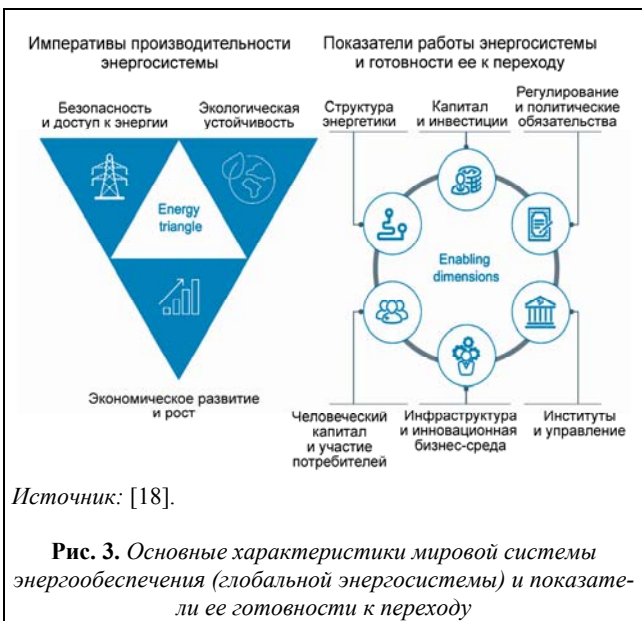 Императивы производительности
энергосистемы
Безопасность
и доступ к энергии
Экологическая
устойчивость
Energy
triangle
Экономическое развитие
и рост
Показатели работы энергосистемы
и готовности ее к переходу
Структура
энергетики
Капитал
и инвестиции
Регулирование
и политические
обязательства
Enabling
dimensions
Человеческий
капитал
и участие
потребителей
Инфраструктура
и инновационная
бизнес-среда
Институты
и управление
Источник: [18].
Рис. 3. Основные характеристики мировой системы
энергообеспечения (глобальной энергосистемы) и показате-
ли ее готовности к переходу